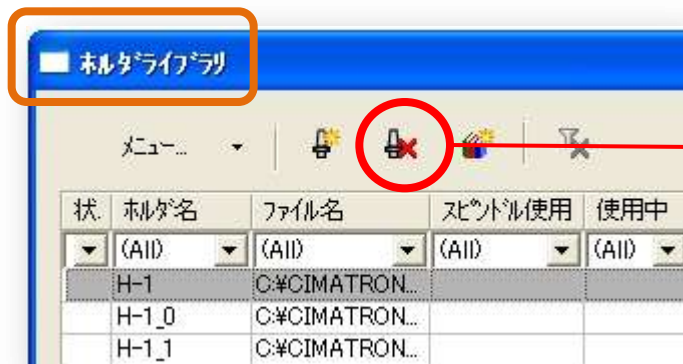 ホルダライブラリ
メニュー...
状. ホルダ名 ファイル名 スピンドル使用 使用中
(All) (All) (All) (All)
H-1 C:¥CIMATRON...
H-1_0 C:¥CIMATRON...
H-1_1 C:¥CIMATRON...